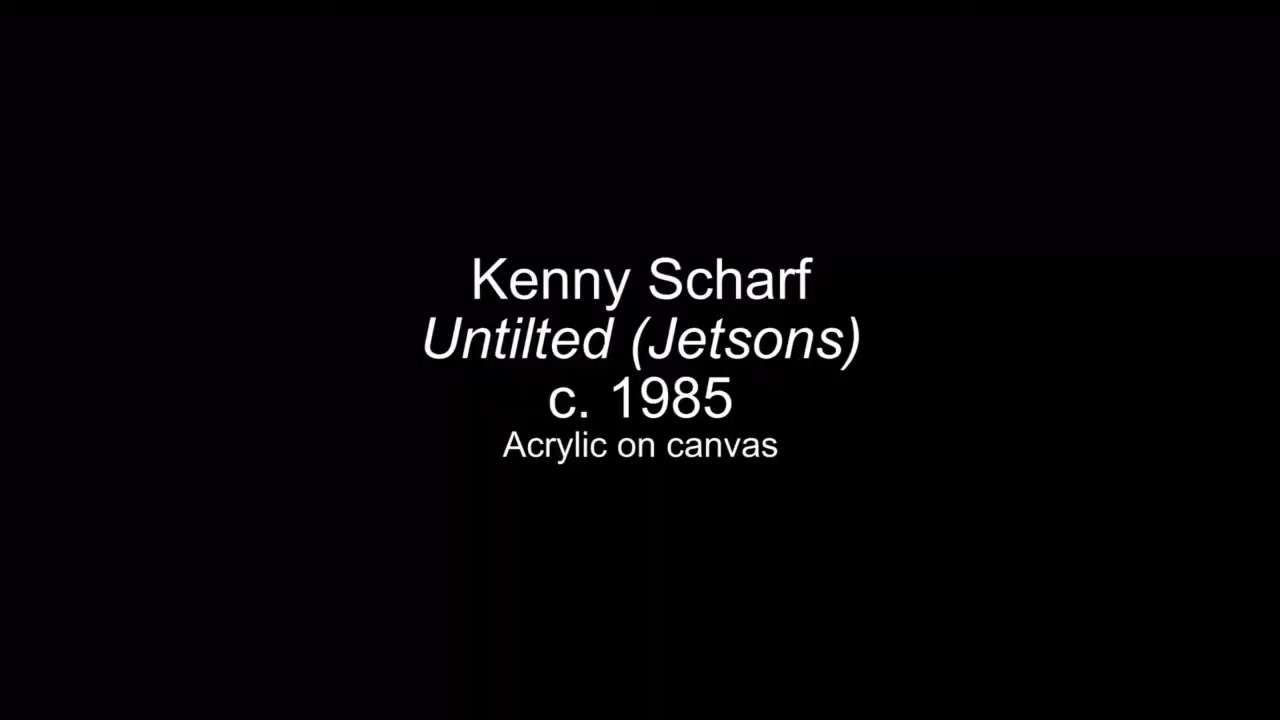 Kenny Scharf
Untilted (Jetsons)
c. 1985
Acrylic on canvas